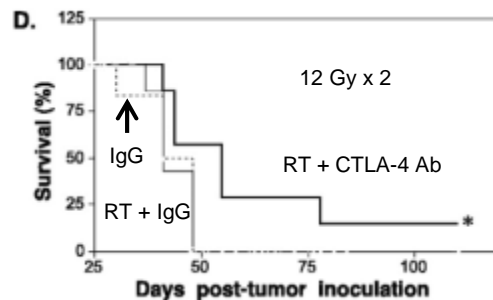 D.
125
100
75
50
25
0
Survival (%)
12 Gy x 2
IgG
RT + CTLA-4 Ab
RT + IgG
*
25
50
75
100
Days post-tumor inoculation